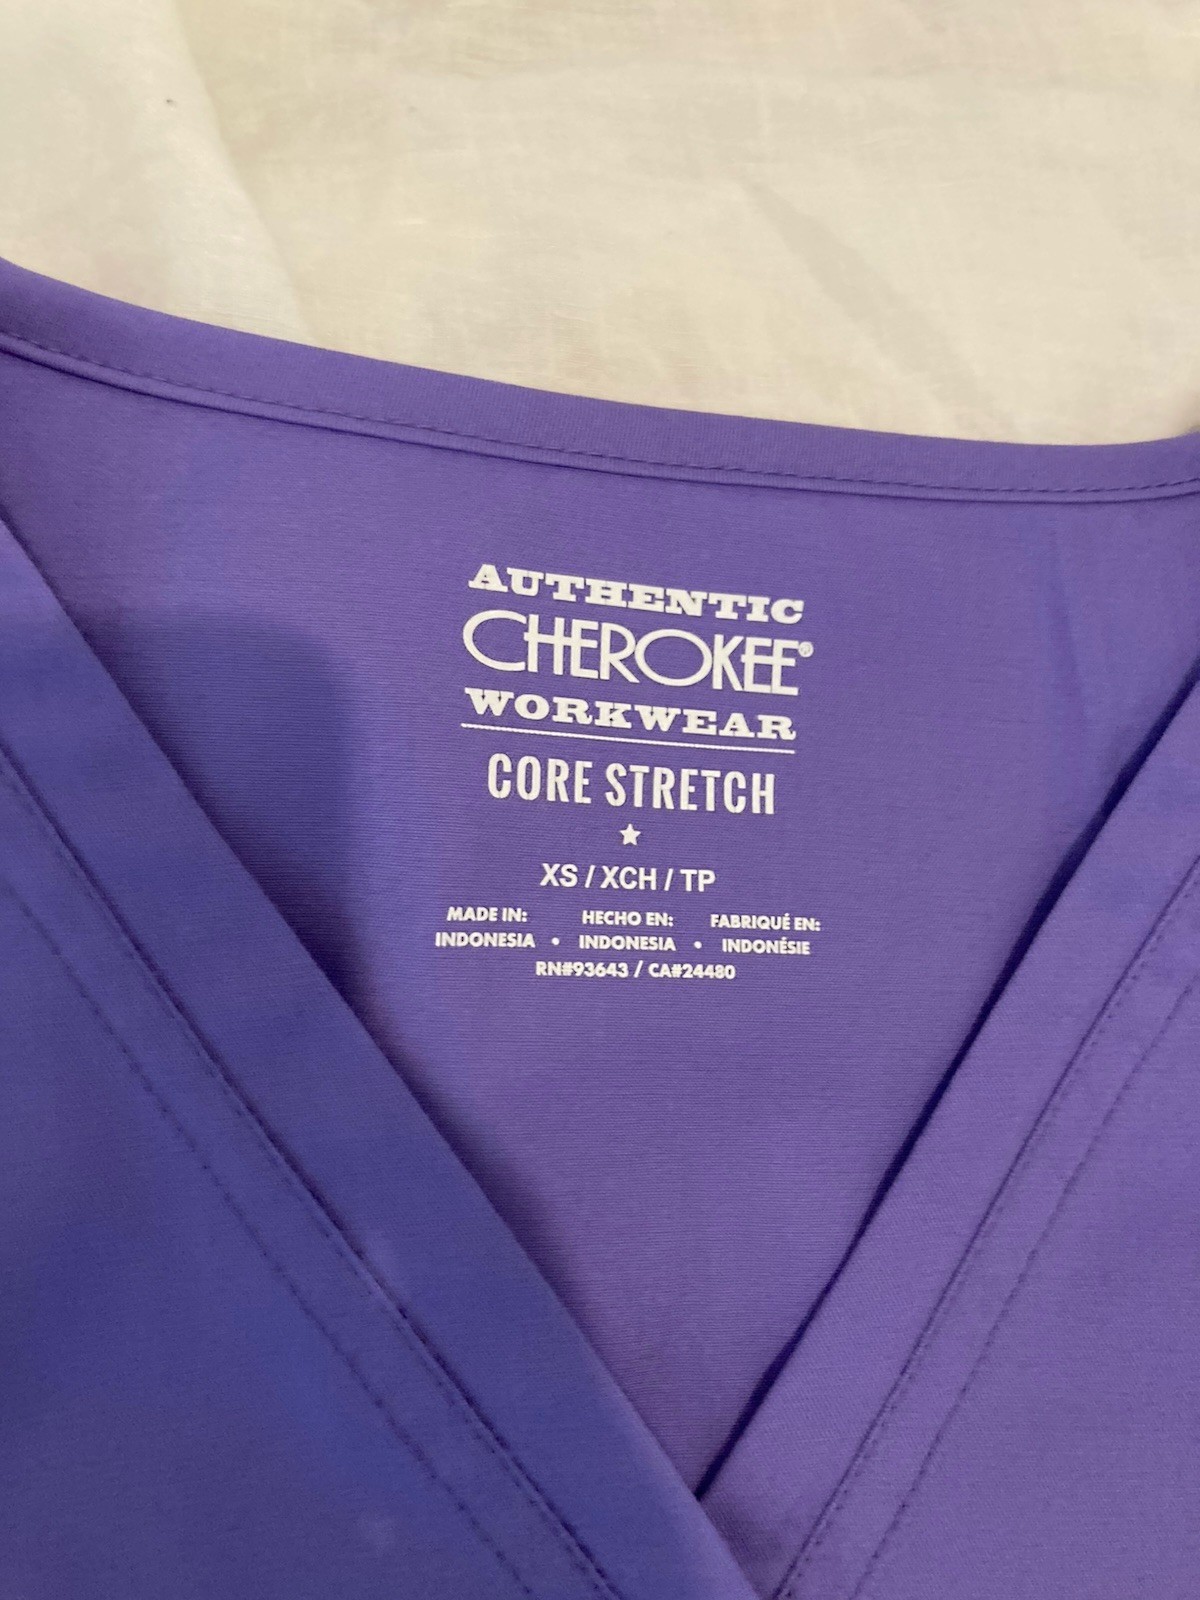 AUTHENTIC
CHEROKEE®
WORKWEAR
CORE STRETCH
XS / XCH / TP
MADE IN: HECHO EN: FABRIQUÉ EN:
INDONESIA • INDONESIA • INDONÉSIE
RN#93643 / CA#24480